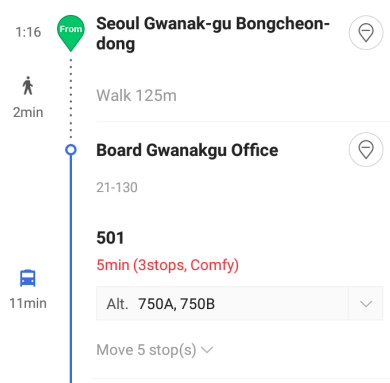 1:16
From
Seoul Gwanak-gu Bongcheon-
dong
2min
Walk 125m
Board Gwanakgu Office
21-130
501
5min (3stops, Comfy)
11min
Alt. 750A, 750B
Move 5 stop(s)